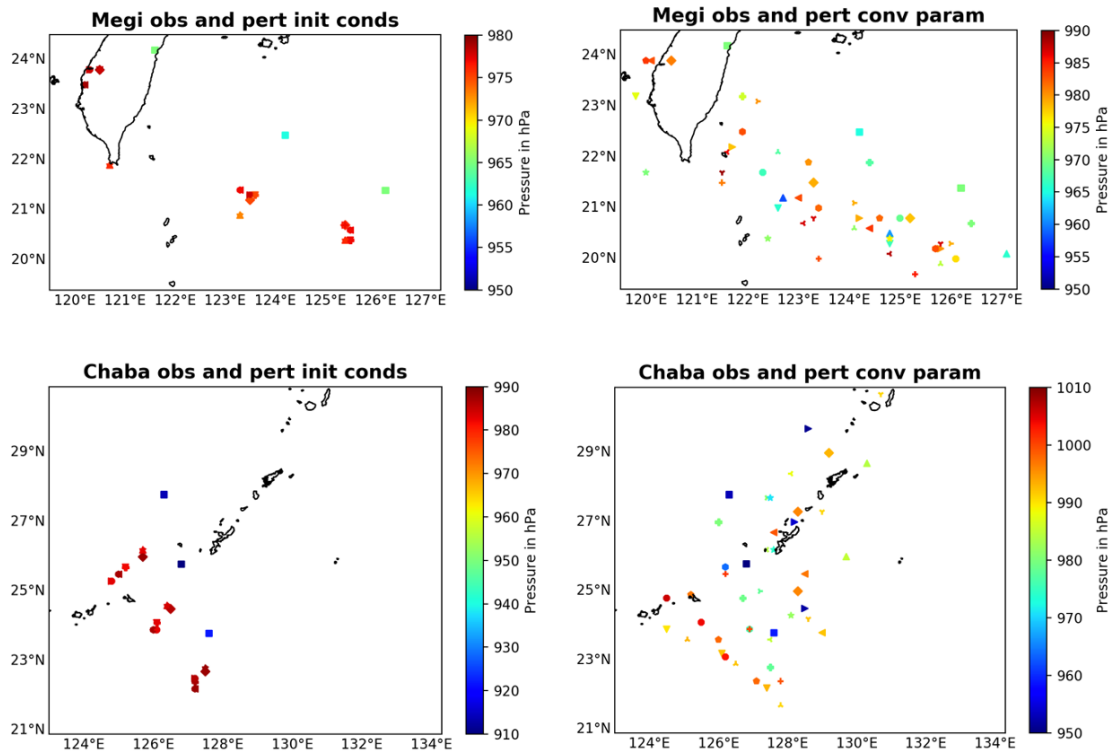 Megi obs and pert init conds
24°N
23°N
22°N
21°N
20°N
120°E 121°E 122°E 123°E 124°E 125°E 126°E 127°E
980
975
970
965
960
955
950
Pressure in hPa
Megi obs and pert conv param
24°N
23°N
22°N
21°N
20°N
120°E 121°E 122°E 123°E 124°E 125°E 126°E 127°E
990
985
980
975
970
965
960
955
950
Pressure in hPa
Chaba obs and pert init conds
29°N
27°N
25°N
23°N
21°N
124°E 126°E 128°E 130°E 132°E 134°E
990
980
970
960
950
940
930
920
910
Pressure in hPa
Chaba obs and pert conv param
29°N
27°N
25°N
23°N
21°N
124°E 126°E 128°E 130°E 132°E 134°E
1010
1000
990
980
970
960
950
Pressure in hPa